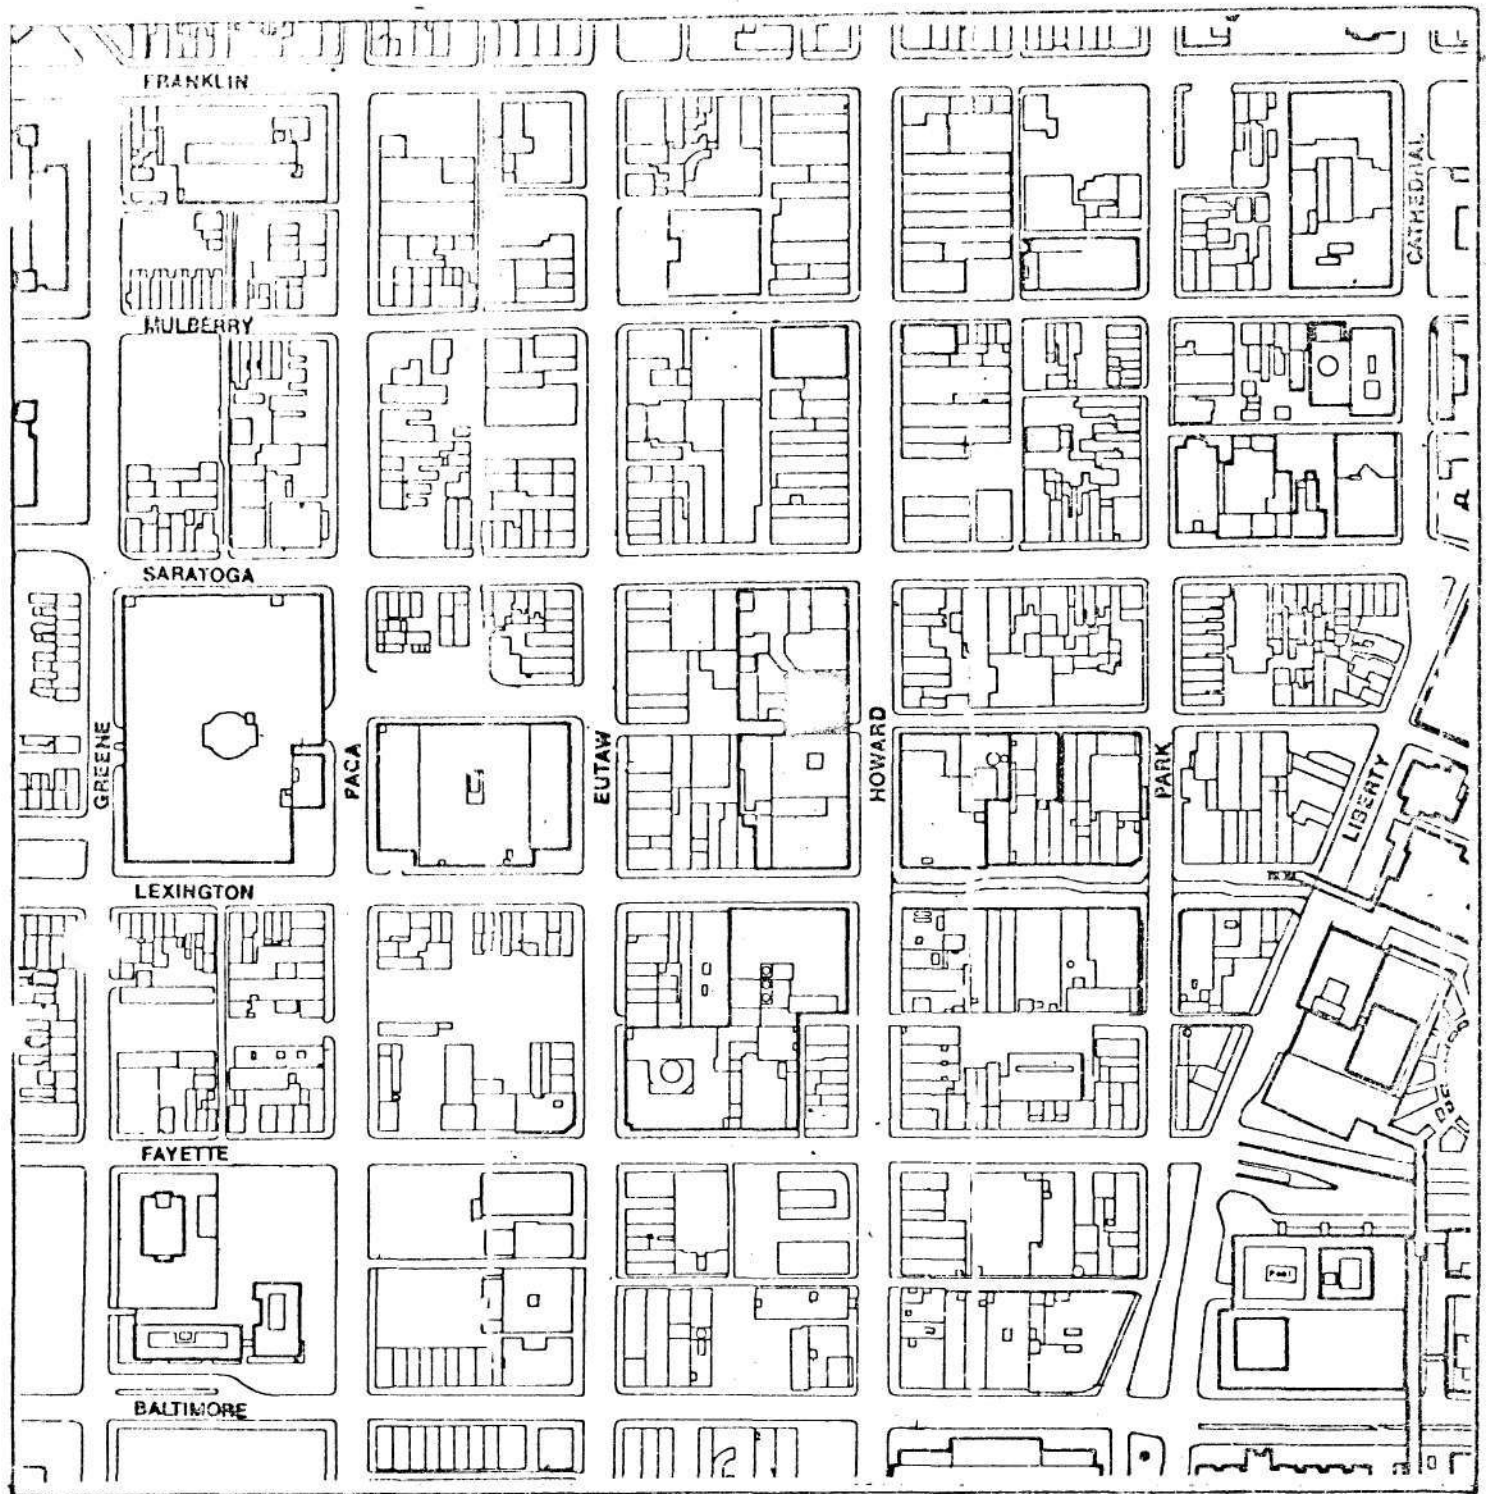 FRANKLIN
CATHEDRAL
MULBERRY
SARATOGA
GREENE
PACA
EUTAW
HOWARD
PARK
LIBERTY
LEXINGTON
FAYETTE
BALTIMORE